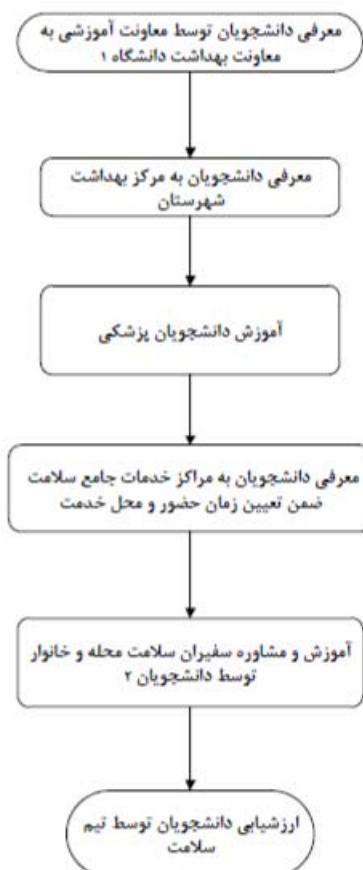 معرفی دانشجویان توسط معاونت آموزشی به
معاونت بهداشت دانشگاه ۱
معرفی دانشجویان به مرکز بهداشت
شهرستان
آموزش دانشجویان پزشکی
معرفی دانشجویان به مراکز خدمات جامع سلامت
ضمن تعیین زمان حضور و محل خدمت
آموزش و مشاوره سفیران سلامت محله و خانوار
توسط دانشجویان ۲
ارزشیابی دانشجویان توسط تیم
سلامت